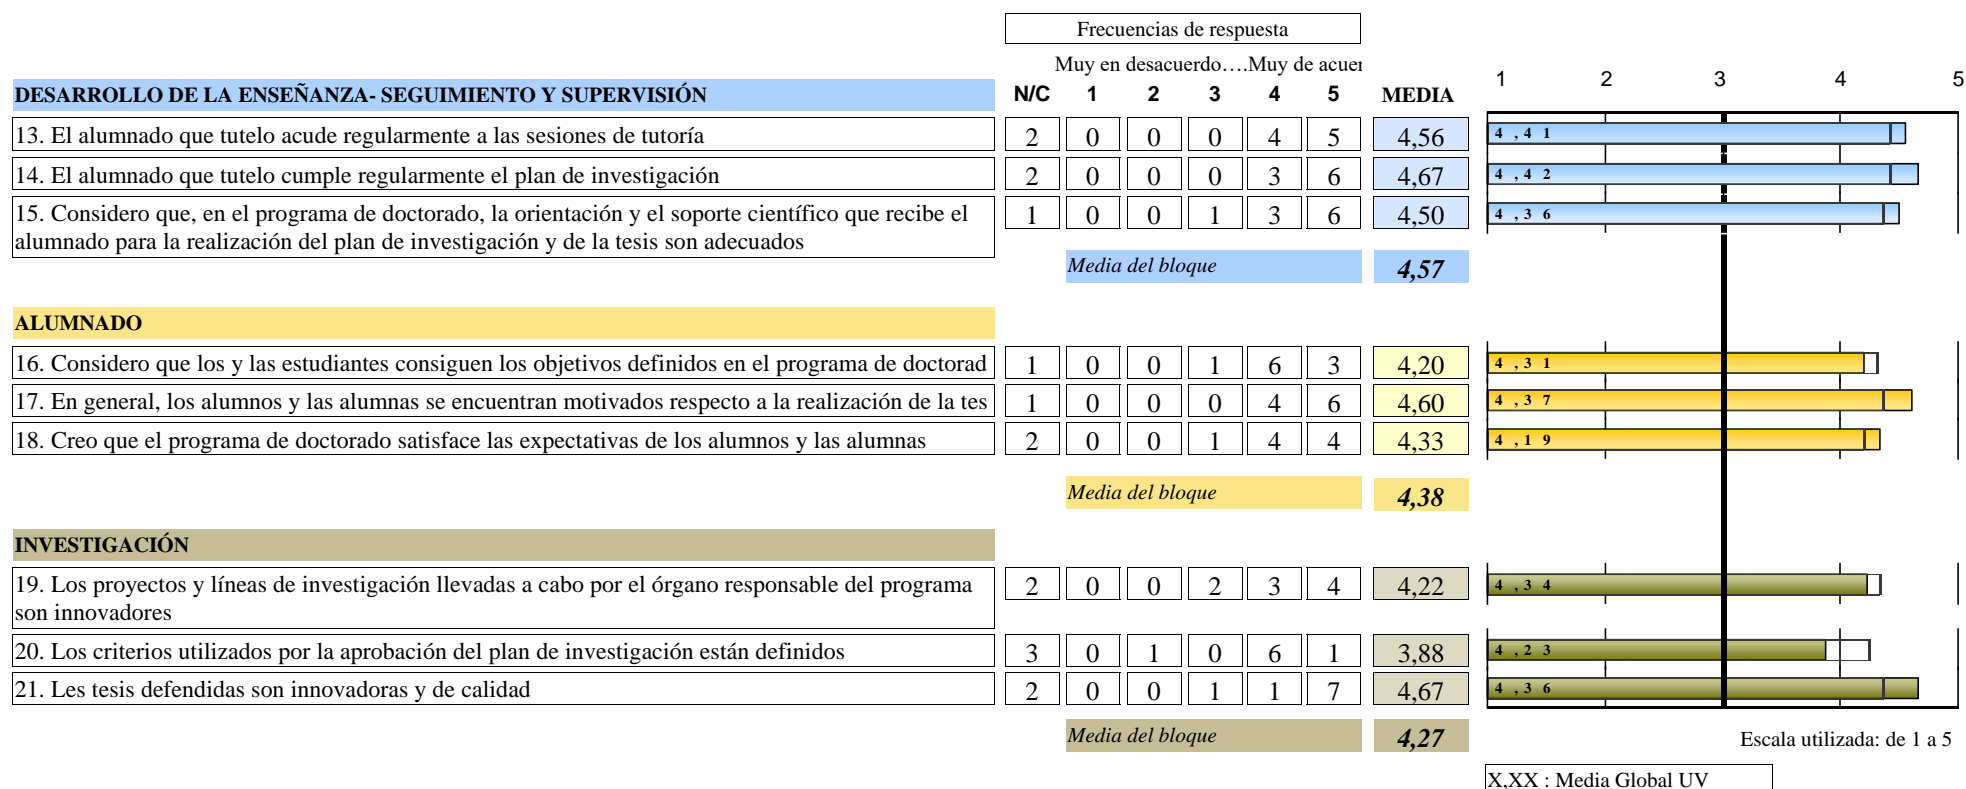 Frecuencias de respuesta
Muy en desacuerdo….Muy de acuer
DESARROLLO DE LA ENSEÑANZA- SEGUIMIENTO Y SUPERVISIÓN N/C 1 2 3 4 5 MEDIA 1 2 3 4 5
13. El alumnado que tutelo acude regularmente a las sesiones de tutoría 2 0 0 0 4 5 4,56 4,41
14. El alumnado que tutelo cumple regularmente el plan de investigación 2 0 0 0 3 6 4,67 4,42
15. Considero que, en el programa de doctorado, la orientación y el soporte científico que recibe el 1 0 0 1 3 6 4,50 4,36
alumnado para la realización del plan de investigación y de la tesis son adecuados
Media del bloque 4,57
ALUMNADO
16. Considero que los y las estudiantes consiguen los objetivos definidos en el programa de doctorad 1 0 0 1 6 3 4,20 4,31
17. En general, los alumnos y las alumnas se encuentran motivados respecto a la realización de la tes 1 0 0 0 4 6 4,60 4,37
18. Creo que el programa de doctorado satisface las expectativas de los alumnos y las alumnas 2 0 0 1 4 4 4,33 4,19
Media del bloque 4,38
INVESTIGACIÓN
19. Los proyectos y líneas de investigación llevadas a cabo por el órgano responsable del programa 2 0 0 2 3 4 4,22 4,34
son innovadores
20. Los criterios utilizados por la aprobación del plan de investigación están definidos 3 0 1 0 6 1 3,88 4,23
21. Les tesis defendidas son innovadoras y de calidad 2 0 0 1 1 7 4,67 4,36
Media del bloque 4,27
Escala utilizada: de 1 a 5
X,XX : Media Global UV